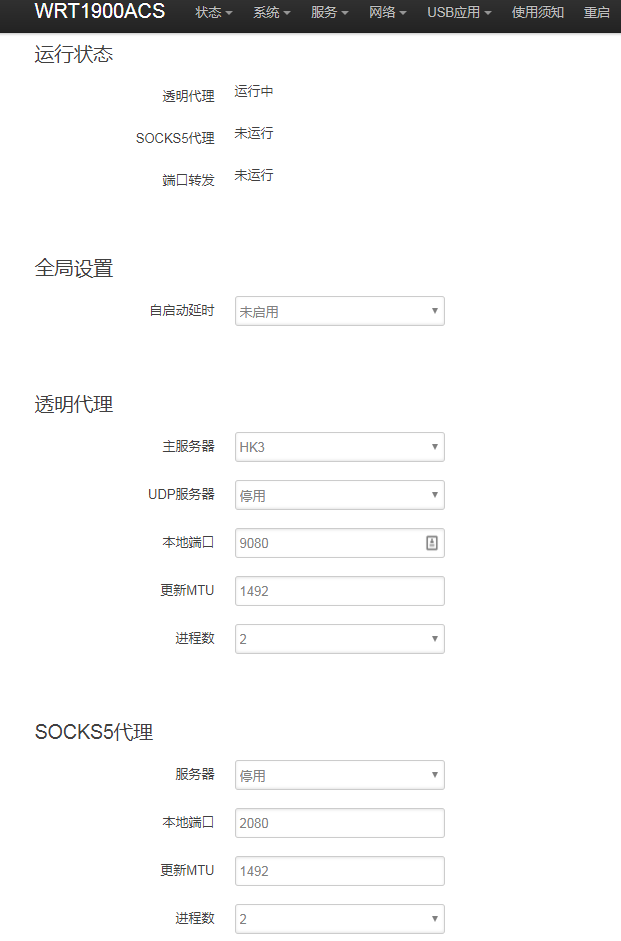 WRT1900ACS 状态 系统 服务 网络 USB应用 使用须知 重启
运行状态
透明代理 运行中
SOCKS5代理 未运行
端口转发 未运行
全局设置
自启动延时 未启用
透明代理
主服务器 HK3
UDP服务器 停用
本地端口 9080
更新MTU 1492
进程数 2
SOCKS5代理
服务器 停用
本地端口 2080
更新MTU 1492
进程数 2